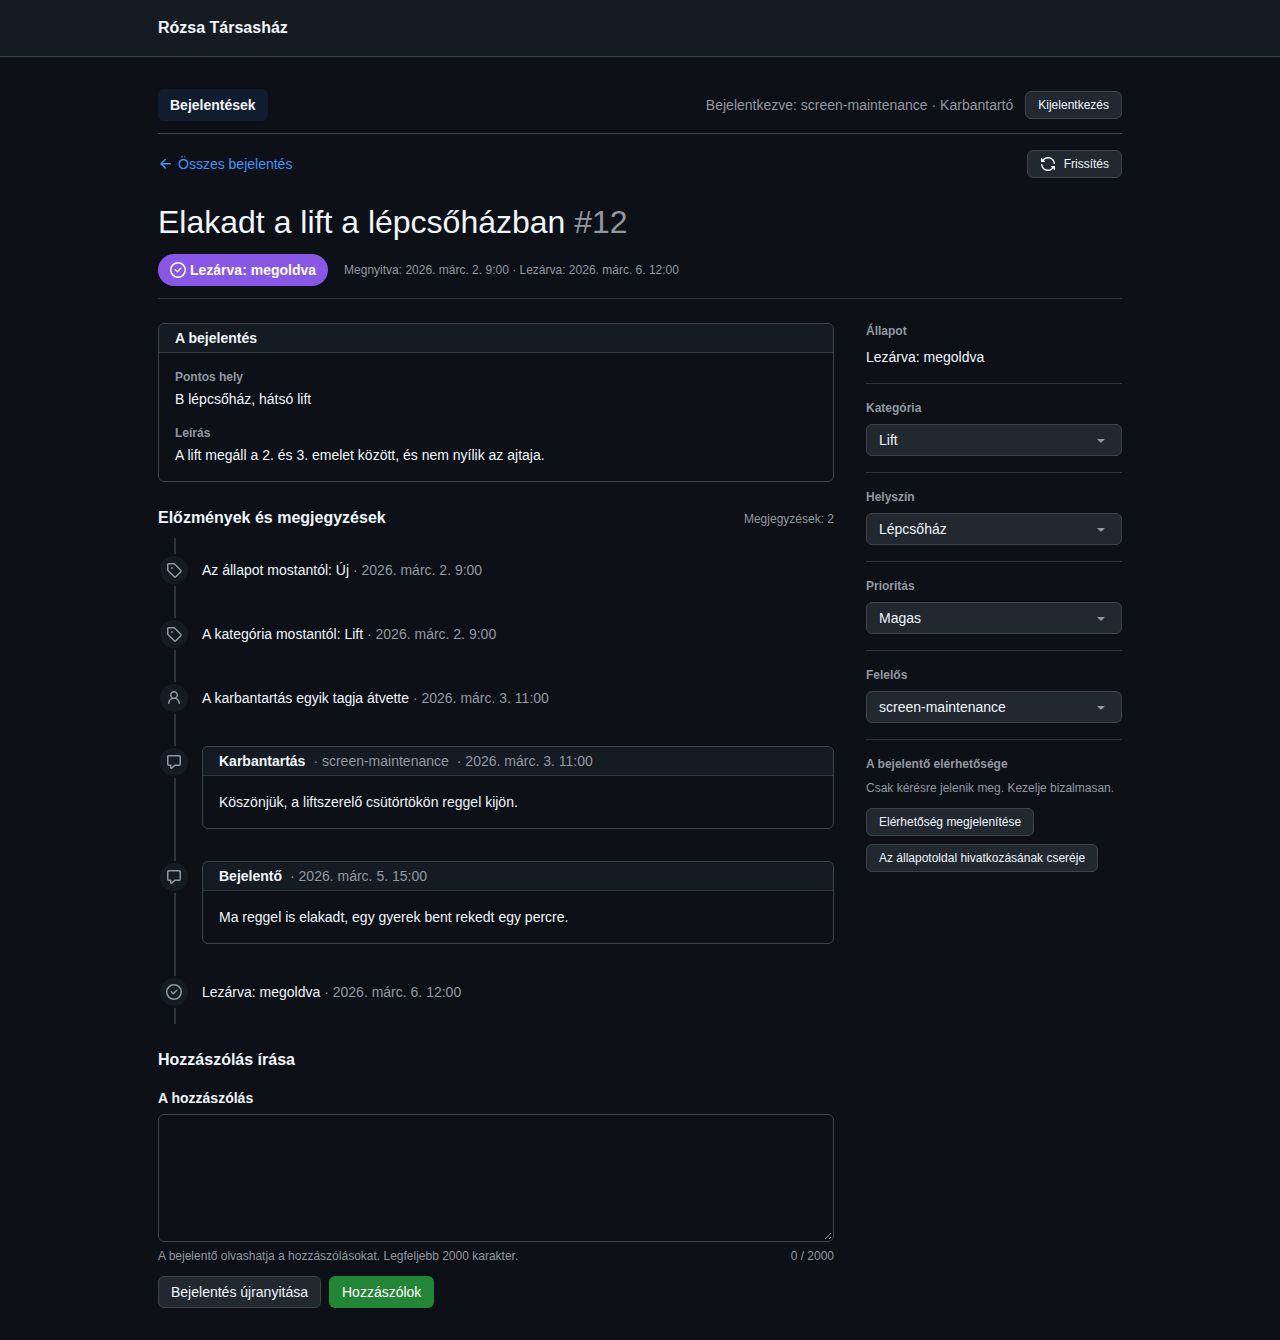 Rózsa Társasház
Bejelentések
Bejelentkezve: screen-maintenance · Karbantartó
Kijelentkezés
Összes bejelentés
Frissítés
Elakadt a lift a lépcsőházban #12
Lezárva: megoldva
Megnyitva: 2026. márc. 2. 9:00 · Lezárva: 2026. márc. 6. 12:00
A bejelentés
Pontos hely
B lépcsőház, hátsó lift
Leírás
A lift megáll a 2. és 3. emelet között, és nem nyílik az ajtaja.
Előzmények és megjegyzések
Megjegyzések: 2
Az állapot mostantól: Új · 2026. márc. 2. 9:00
A kategória mostantól: Lift · 2026. márc. 2. 9:00
A karbantartás egyik tagja átvette · 2026. márc. 3. 11:00
Karbantartás · screen-maintenance · 2026. márc. 3. 11:00
Köszönjük, a liftszerelő csütörtökön reggel kijön.
Bejelentő · 2026. márc. 5. 15:00
Ma reggel is elakadt, egy gyerek bent rekedt egy percre.
Lezárva: megoldva · 2026. márc. 6. 12:00
Hozzászólás írása
A hozzászólás
A bejelentő olvashatja a hozzászólásokat. Legfeljebb 2000 karakter.
0 / 2000
Bejelentés újranyitása
Hozzászólok
Állapot
Lezárva: megoldva
Kategória
Lift
Helyszín
Lépcsőház
Prioritás
Magas
Felelős
screen-maintenance
A bejelentő elérhetősége
Csak kérésre jelenik meg. Kezelje bizalmasan.
Elérhetőség megjelenítése
Az állapotoldal hivatkozásának cseréje